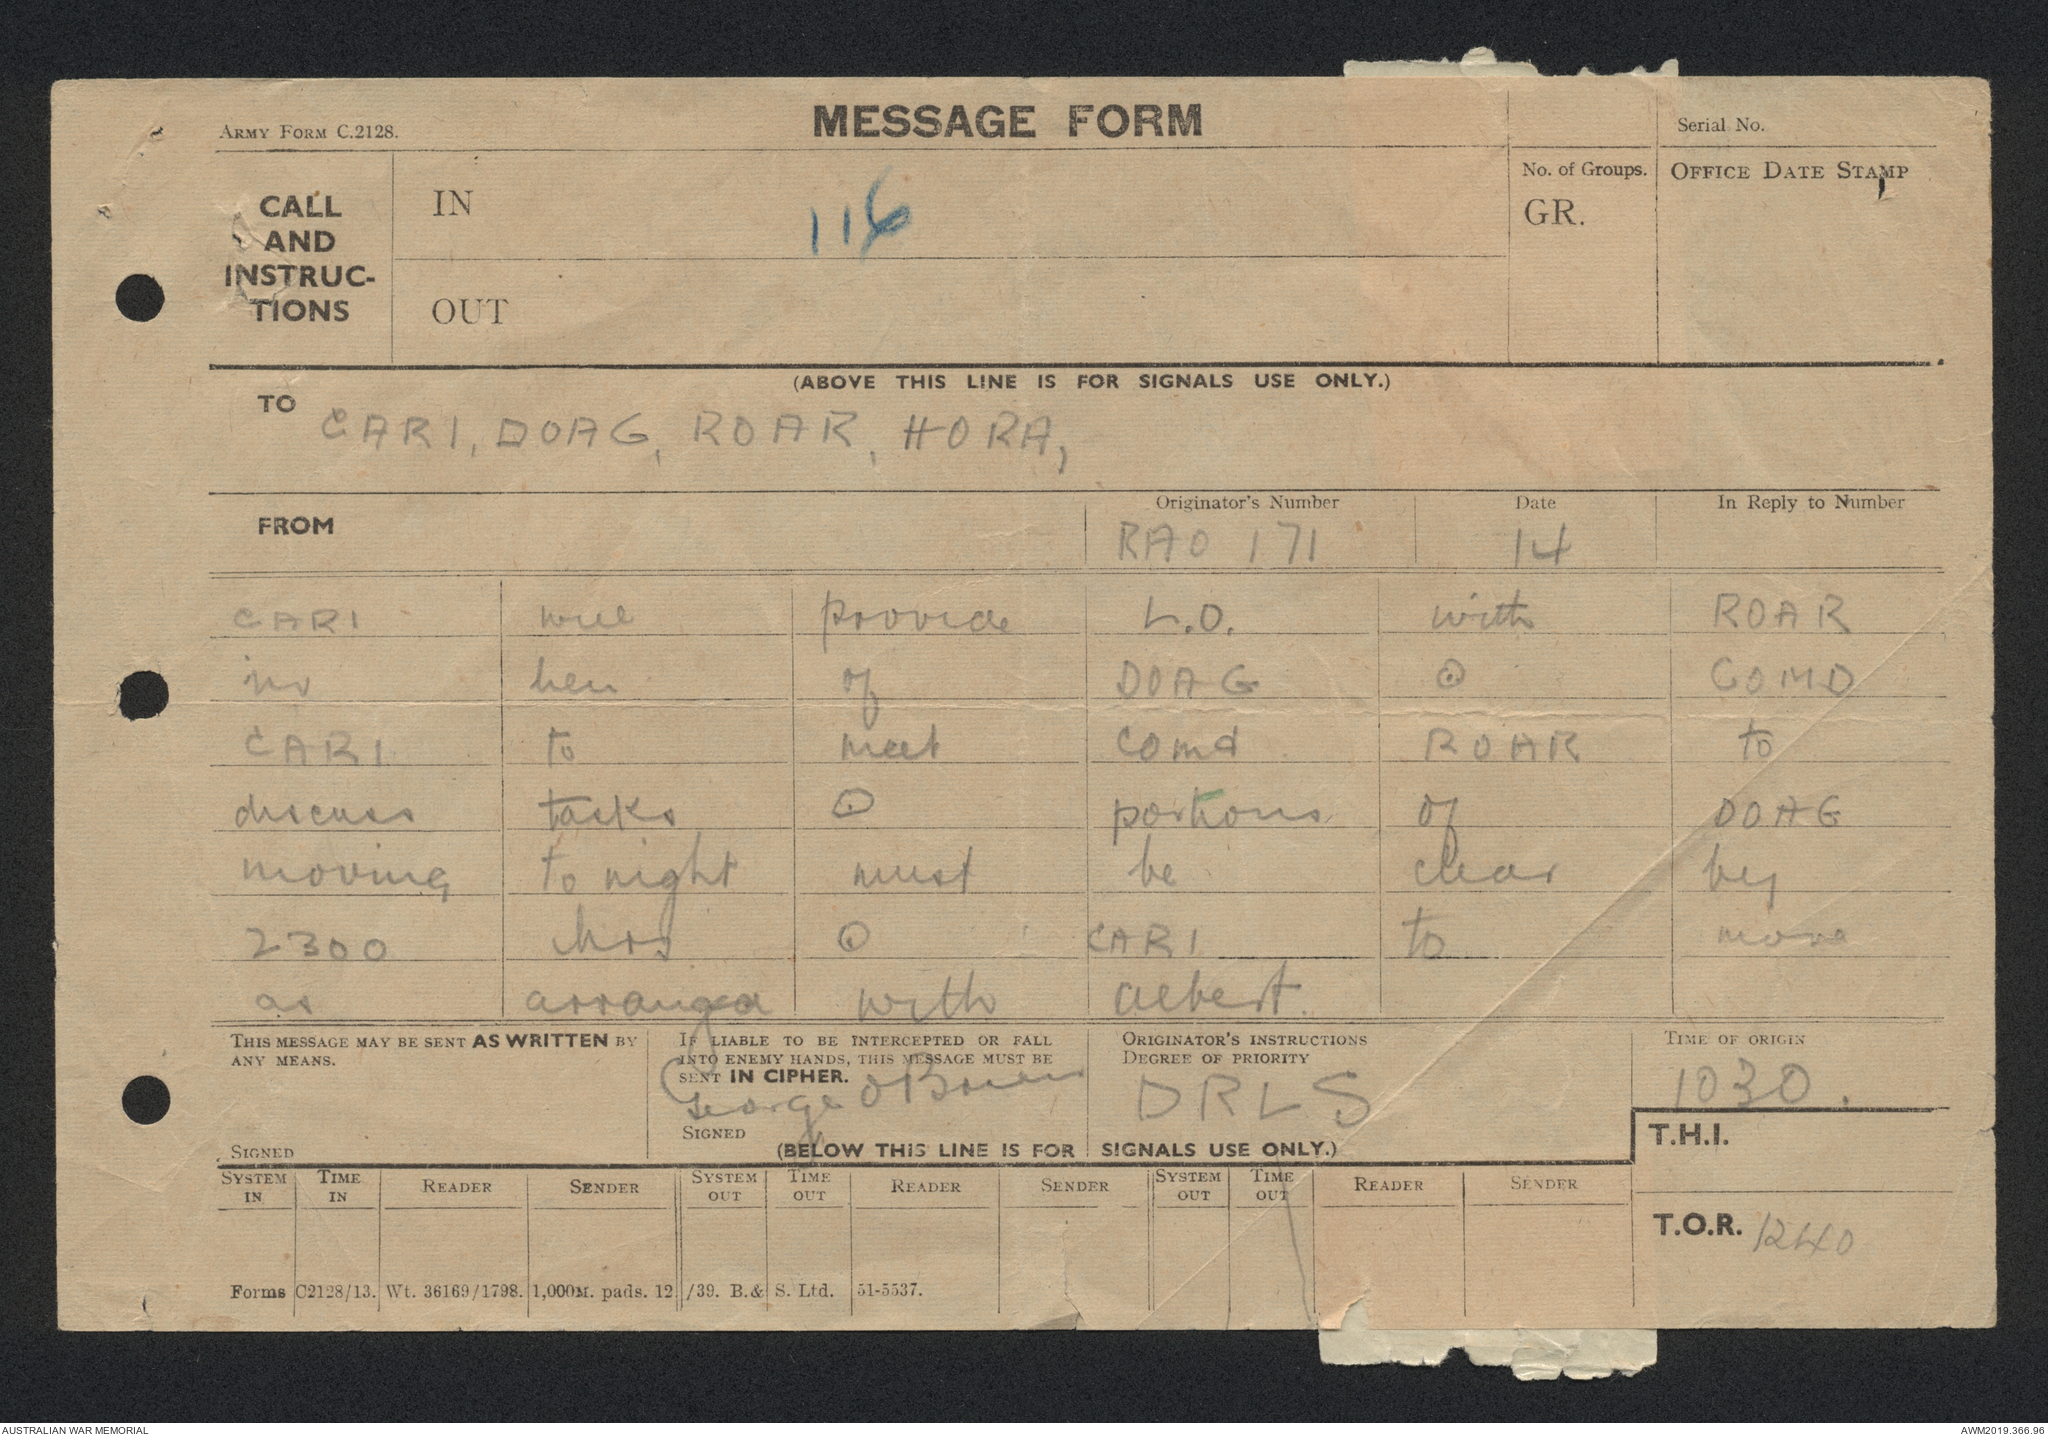 MESSAGE FORM
ARMY FORM C.2128.
Serial No.
CALL AND INSTRUC-TIONS
IN
116
No. of Groups.
GR.
OFFICE DATE STAMP
OUT
(ABOVE THIS LINE IS FOR SIGNALS USE ONLY.)
TO CARI, DOAG, ROAR, HORA,
FROM
Originator's Number
RAO 171
Date
14
In Reply to Number
CARI will provide L.O. with ROAR
in lieu of DOAG ⊙ COMD
CARI to meet comd ROAR to
discuss tasks ⊙ portions of DOAG
moving to night must be clear by
2300 hrs ⊙ CARI to move
as arranged with albert.
THIS MESSAGE MAY BE SENT AS WRITTEN BY
ANY MEANS.
SIGNED
IF LIABLE TO BE INTERCEPTED OR FALL
INTO ENEMY HANDS, THIS MESSAGE MUST BE
SENT IN CIPHER.
George OBrien
SIGNED
ORIGINATOR'S INSTRUCTIONS
DEGREE OF PRIORITY
DRLS
TIME OF ORIGIN
1030.
(BELOW THIS LINE IS FOR SIGNALS USE ONLY.)
T.H.I.
SYSTEM IN TIME IN READER SENDER SYSTEM OUT TIME OUT READER SENDER SYSTEM OUT TIME OUT READER SENDER
T.O.R. 1240
Forms C2128/13. Wt. 36169/1798. 1,000M. pads. 12/39. B.& S. Ltd. 51-5537.
AUSTRALIAN WAR MEMORIAL
AWM2019.366.96